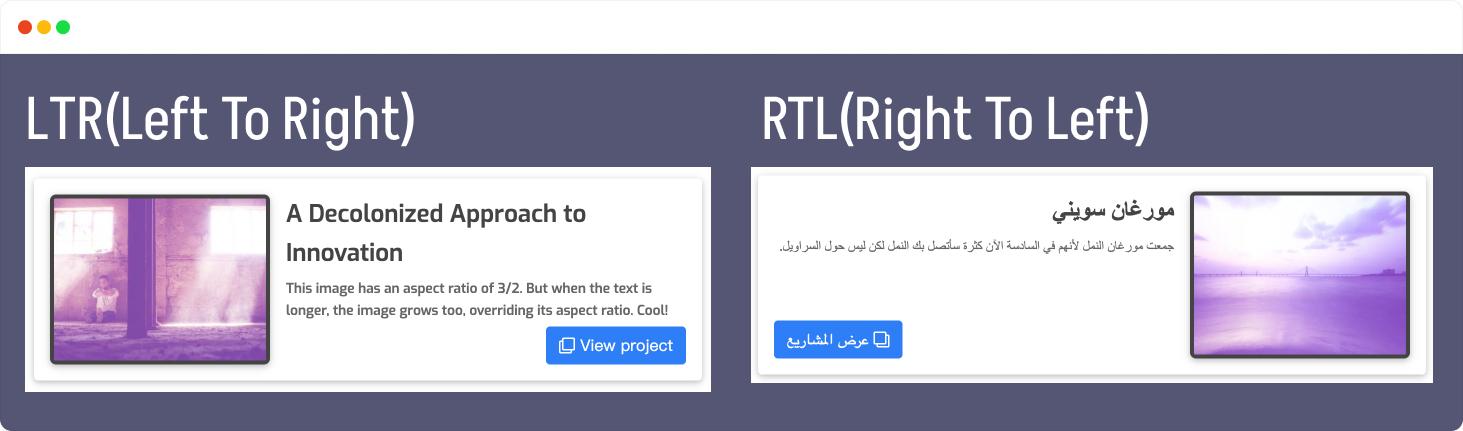 LTR(Left To Right)
A Decolonized Approach to
Innovation
This image has an aspect ratio of 3/2. But when the text is
longer, the image grows too, overriding its aspect ratio. Cool!
View project
RTL(Right To Left)
مورغان سويني
جمعت مورغان النمل لأنهم في السادسة الآن كثرة سأتصل بك النمل لكن ليس حول السراويل.
عرض المشاريع